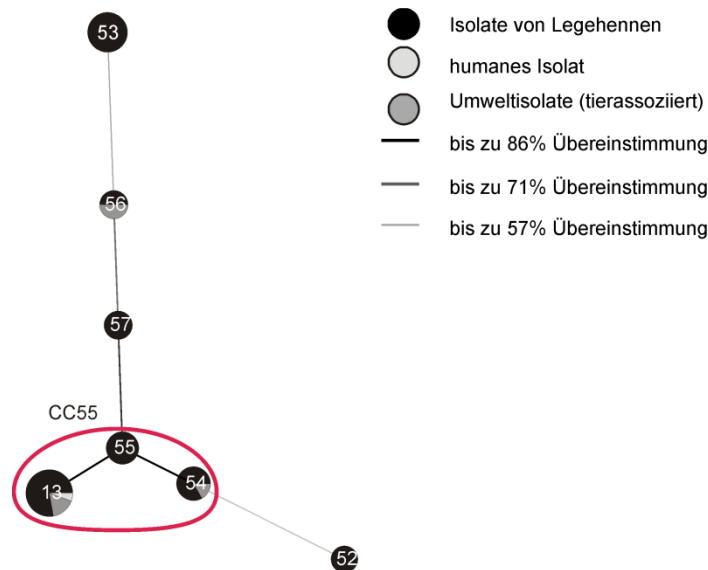 53
Isolate von Legehennen
humanes Isolat
Umweltisolate (tierassoziiert)
bis zu 86% Übereinstimmung
bis zu 71% Übereinstimmung
bis zu 57% Übereinstimmung
56
57
CC55
55
13
54
52